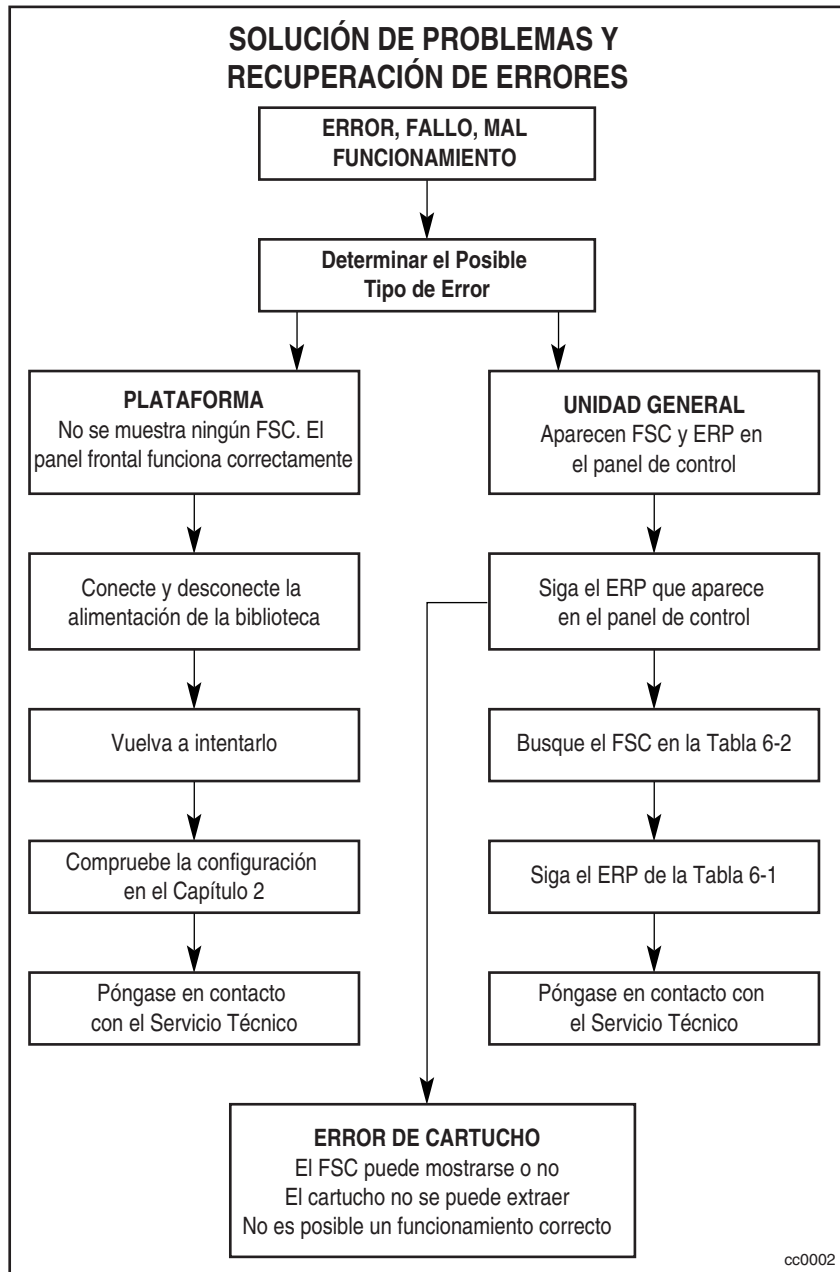 SOLUCIÓN DE PROBLEMAS Y
RECUPERACIÓN DE ERRORES
ERROR, FALLO, MAL
FUNCIONAMIENTO
Determinar el Posible
Tipo de Error
PLATAFORMA
No se muestra ningún FSC. El
panel frontal funciona correctamente
Conecte y desconecte la
alimentación de la biblioteca
Vuelva a intentarlo
Compruebe la configuración
en el Capítulo 2
Póngase en contacto
con el Servicio Técnico
UNIDAD GENERAL
Aparecen FSC y ERP en
el panel de control
Siga el ERP que aparece
en el panel de control
Busque el FSC en la Tabla 6-2
Siga el ERP de la Tabla 6-1
Póngase en contacto con
el Servicio Técnico
ERROR DE CARTUCHO
El FSC puede mostrarse o no
El cartucho no se puede extraer
No es posible un funcionamiento correcto
cc0002